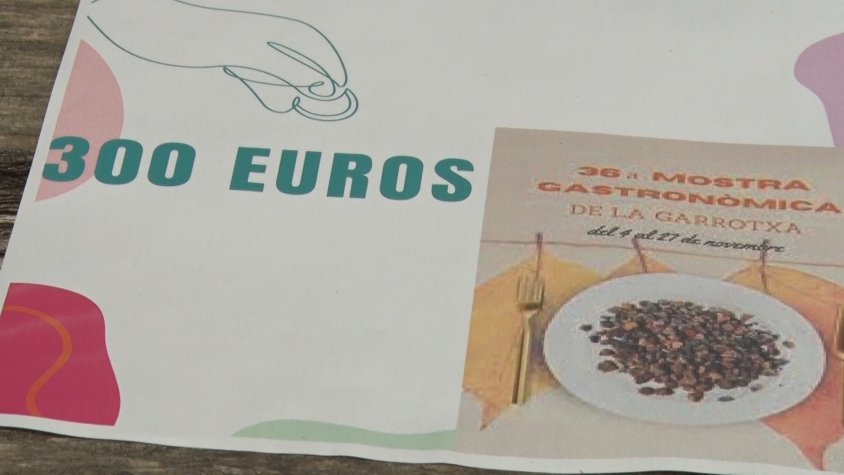 300 EUROS
36a MOSTRA
GASTRONÒMICA
DE LA GARROTXA
del 4 al 27 de novembre